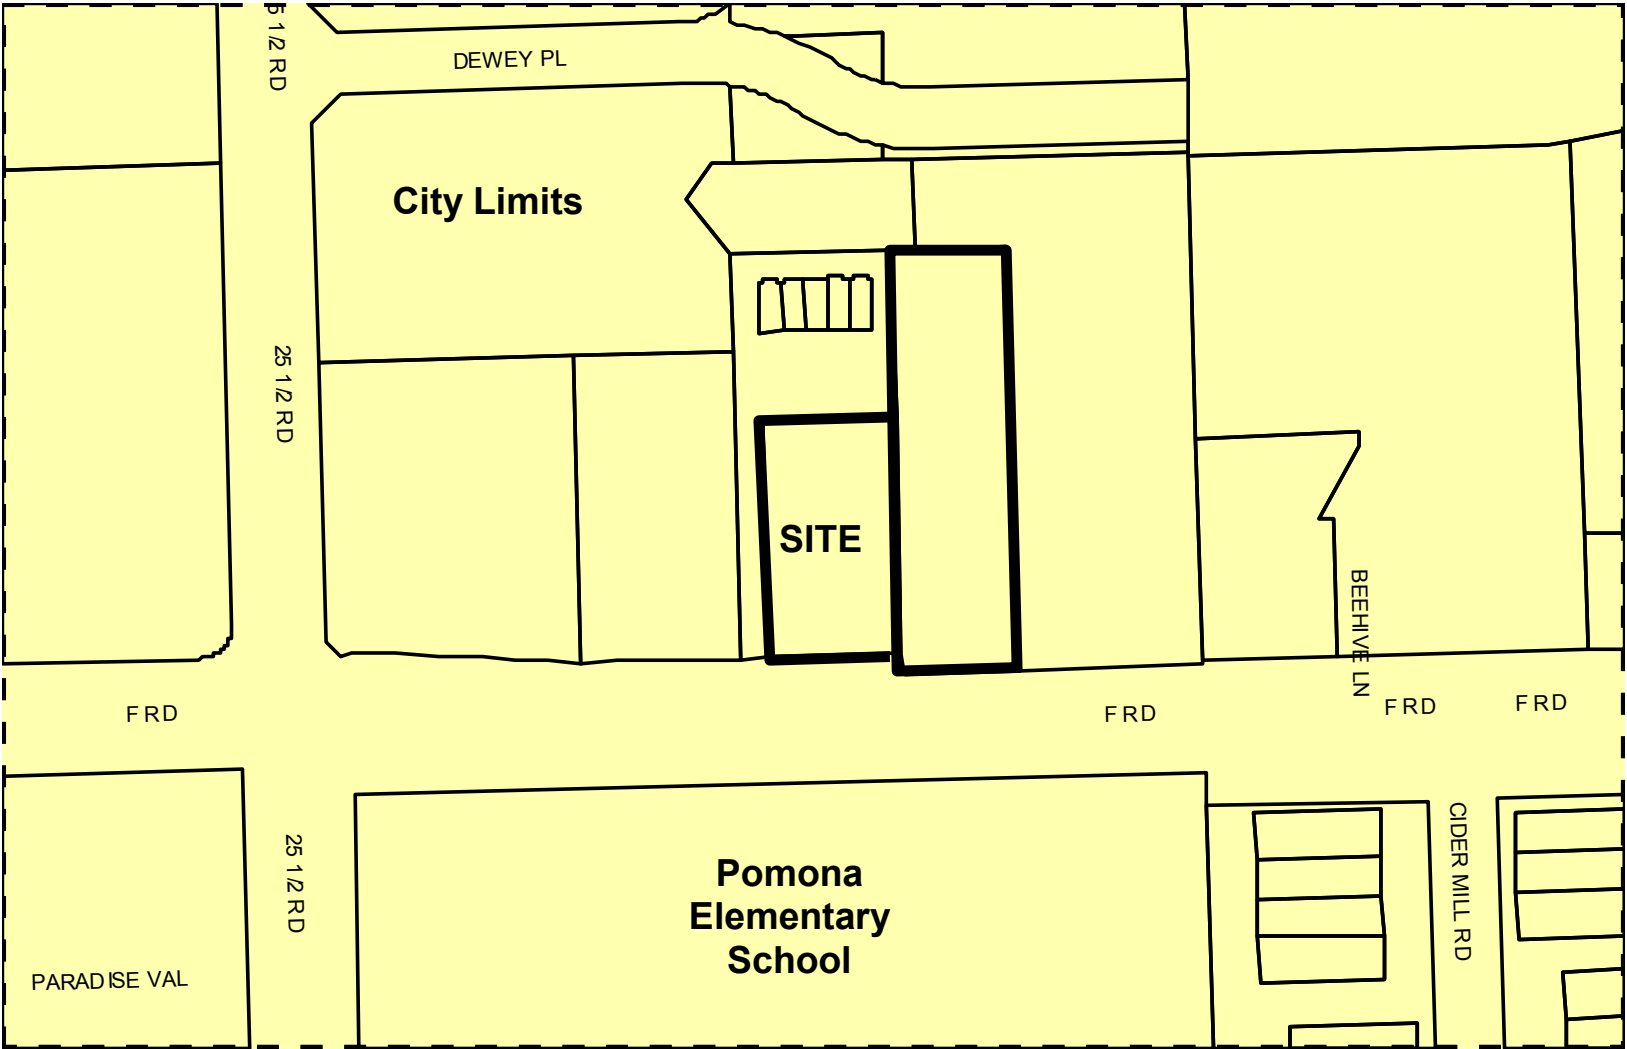 5 1/2 RD
DEWEY PL
City Limits
25 1/2 RD
SITE
BEEHIVE LN
F RD
F RD
F RD
F RD
CIDER MILL RD
25 1/2 RD
Pomona
Elementary
School
PARADISE VAL